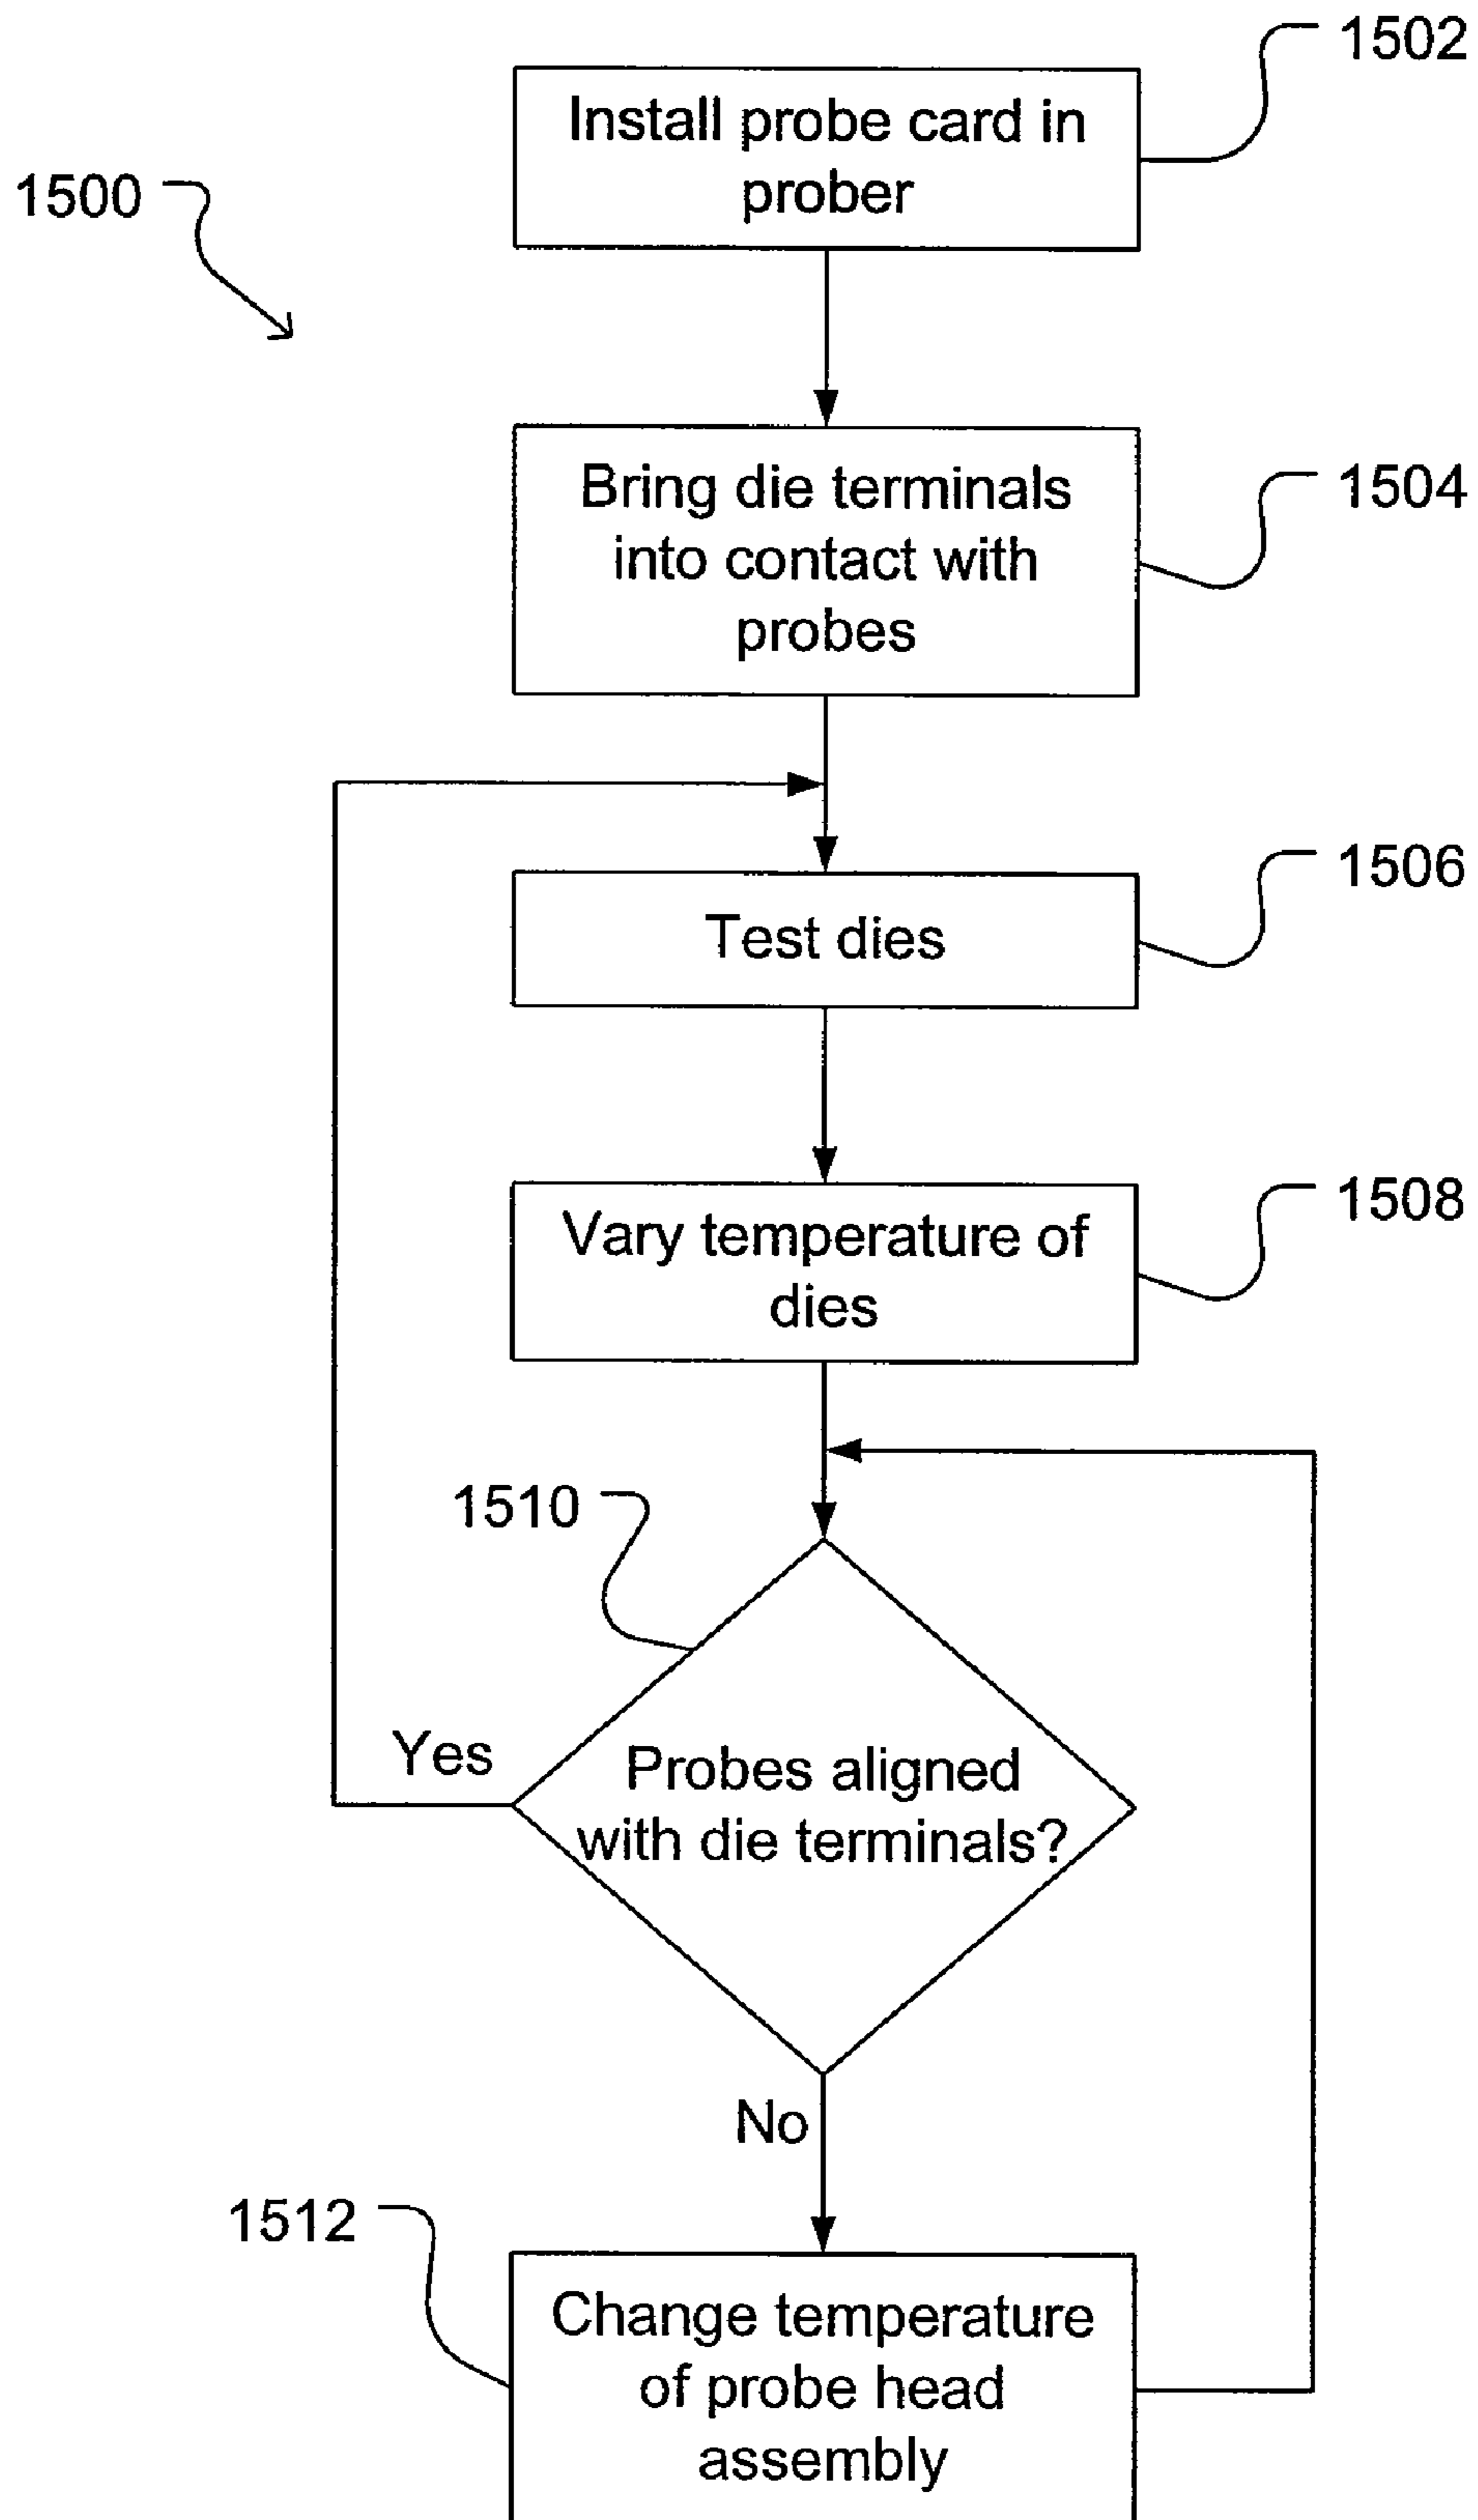 1502
Install probe card in
prober
1500
Bring die terminals
into contact with
probes
1504
Test dies
1506
Vary temperature of
dies
1508
1510
Probes aligned
with die terminals?
Yes
No
1512
Change temperature
of probe head
assembly